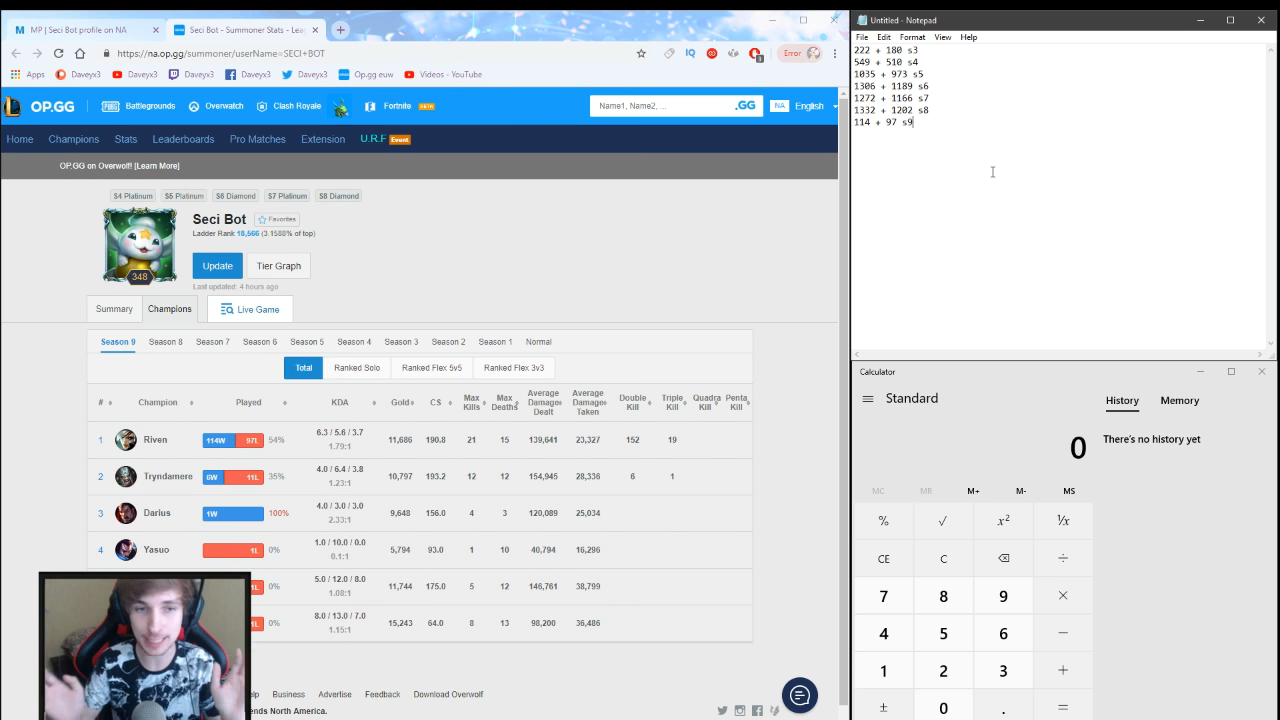 MP | Seci Bot profile on NA
Seci Bot - Summoner Stats - Lea
https://na.op.gg/summoner/userName=SECI+BOT
IQ
3
Error
Apps
Daveyx3
Daveyx3
Daveyx3
Daveyx3
Daveyx3
Op.gg euw
Videos - YouTube
OP.GG
Battlegrounds
Overwatch
Clash Royale
Fortnite
BETA
Name1, Name2, ...
.GG
NA
English
Home
Champions
Stats
Leaderboards
Pro Matches
Extension
U.R.F
Event
OP.GG on Overwolf! [Learn More]
S4 Platinum
S5 Platinum
S6 Diamond
S7 Platinum
S8 Diamond
Seci Bot
Favorites
Ladder Rank 18,566 (3.1588% of top)
348
Update
Tier Graph
Last updated: 4 hours ago
Summary
Champions
Live Game
Season 9
Season 8
Season 7
Season 6
Season 5
Season 4
Season 3
Season 2
Season 1
Normal
Total
Ranked Solo
Ranked Flex 5v5
Ranked Flex 3v3
# Champion Played KDA Gold CS Max Kills Max Deaths Average Damage Dealt Average Damage Taken Double Kill Triple Kill Quadra Kill Penta Kill
1 Riven 114W 97L 54% 6.3 / 5.6 / 3.7 11,686 190.8 21 15 139,641 23,327 152 19
1.79:1
2 Tryndamere 6W 11L 35% 4.0 / 6.4 / 3.8 10,797 193.2 12 12 154,945 28,336 6 1
1.23:1
3 Darius 1W 100% 4.0 / 3.0 / 3.0 9,648 156.0 4 3 120,089 25,034
2.33:1
4 Yasuo 1L 0% 1.0 / 10.0 / 0.0 5,794 93.0 1 10 40,794 16,296
0.1:1
1L 0% 5.0 / 12.0 / 8.0 11,744 175.0 5 12 146,761 38,799
1.08:1
1L 0% 8.0 / 13.0 / 7.0 15,243 64.0 8 13 98,200 36,486
1.15:1
Business
Advertise
Feedback
Download Overwolf
ends North America.
Untitled - Notepad
File Edit Format View Help
222 + 180 s3
549 + 510 s4
1035 + 973 s5
1306 + 1189 s6
1272 + 1166 s7
1332 + 1202 s8
114 + 97 s9
Calculator
Standard
History
Memory
0
There's no history yet
MC MR M+ M- MS
% √ x² ¹/x
CE C ÷
7 8 9 ×
4 5 6 −
1 2 3 +
± 0 . =